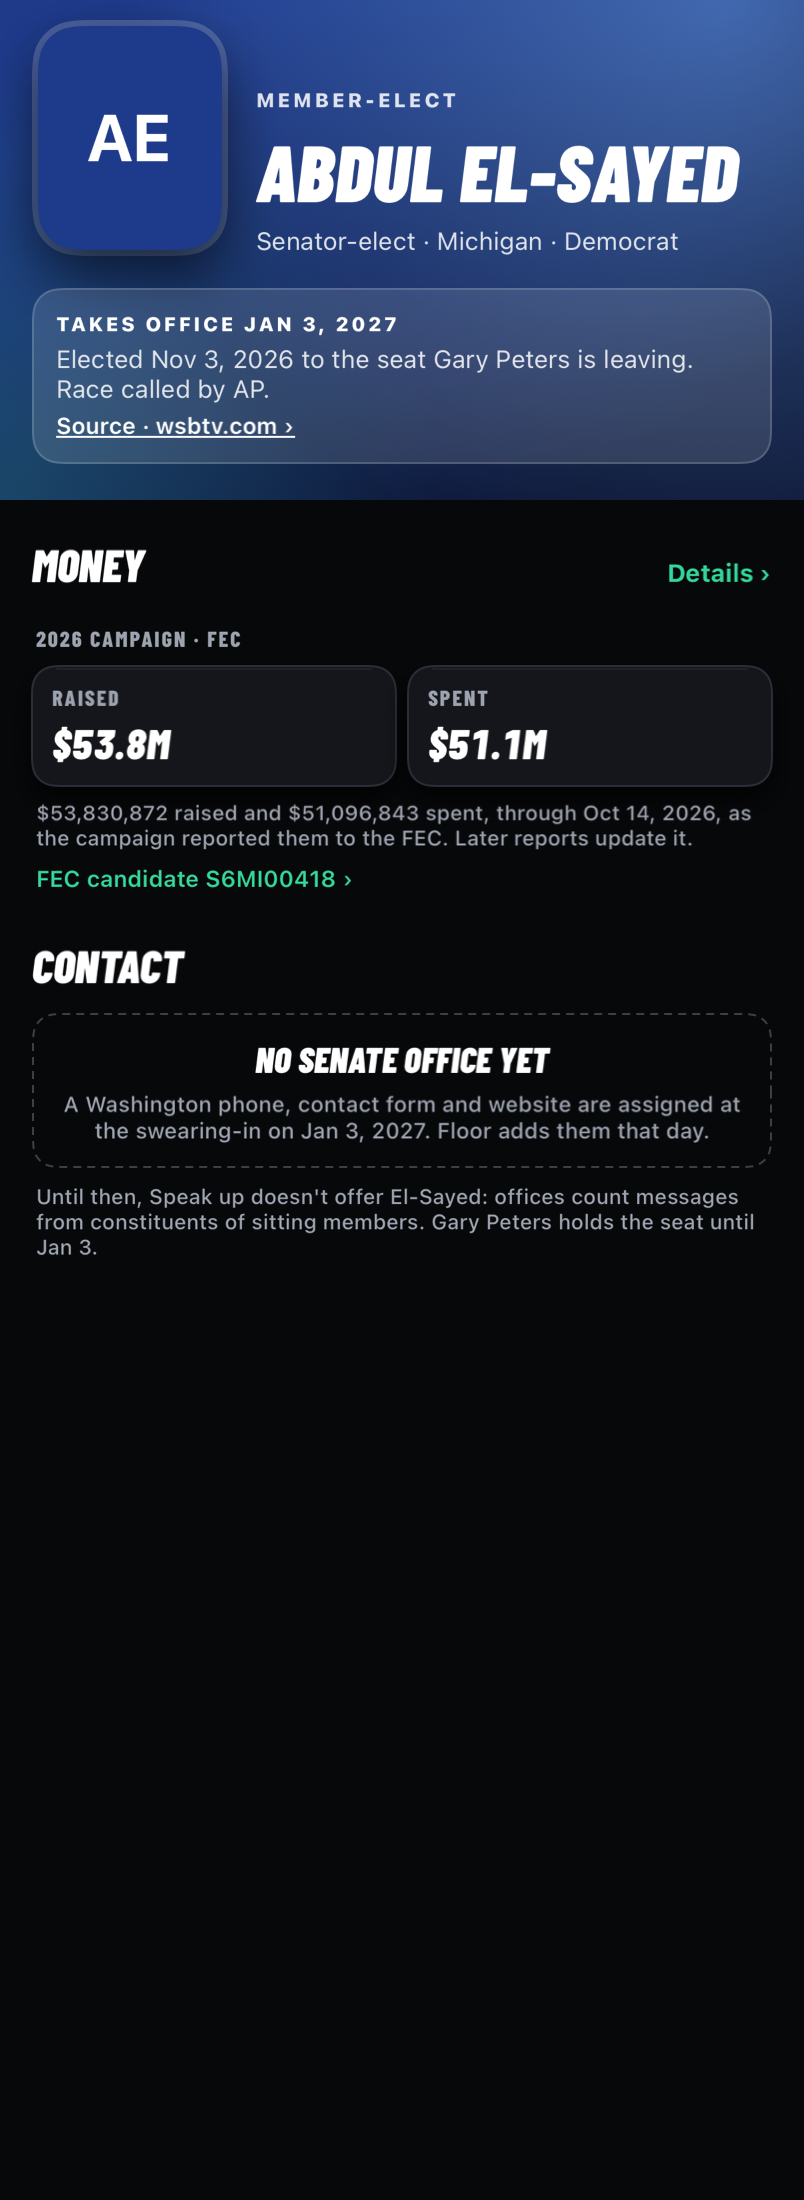 AE
MEMBER-ELECT
ABDUL EL-SAYED
Senator-elect · Michigan · Democrat
TAKES OFFICE JAN 3, 2027
Elected Nov 3, 2026 to the seat Gary Peters is leaving.
Race called by AP.
Source · wsbtv.com ›
MONEY
Details ›
2026 CAMPAIGN · FEC
RAISED
$53.8M
SPENT
$51.1M
$53,830,872 raised and $51,096,843 spent, through Oct 14, 2026, as
the campaign reported them to the FEC. Later reports update it.
FEC candidate S6MI00418 ›
CONTACT
NO SENATE OFFICE YET
A Washington phone, contact form and website are assigned at
the swearing-in on Jan 3, 2027. Floor adds them that day.
Until then, Speak up doesn't offer El-Sayed: offices count messages
from constituents of sitting members. Gary Peters holds the seat until
Jan 3.